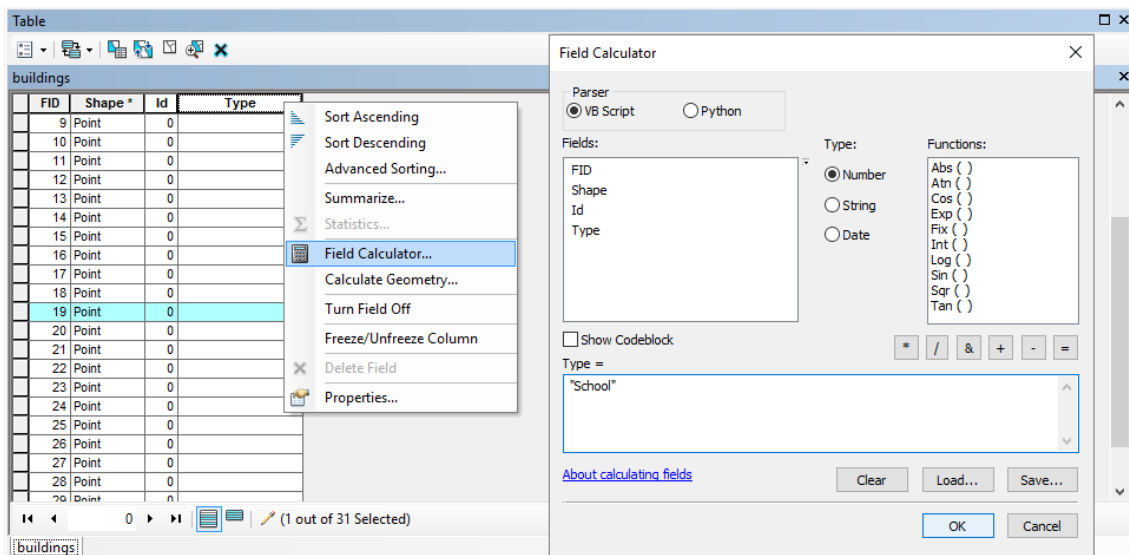 Table
buildings
FID Shape * Id Type
9 Point 0
10 Point 0
11 Point 0
12 Point 0
13 Point 0
14 Point 0
15 Point 0
16 Point 0
17 Point 0
18 Point 0
19 Point 0
20 Point 0
21 Point 0
22 Point 0
23 Point 0
24 Point 0
25 Point 0
26 Point 0
27 Point 0
28 Point 0
29 Point 0
0 (1 out of 31 Selected)
buildings
Sort Ascending
Sort Descending
Advanced Sorting...
Summarize...
Statistics...
Field Calculator...
Calculate Geometry...
Turn Field Off
Freeze/Unfreeze Column
Delete Field
Properties...
Field Calculator
Parser
VB Script Python
Fields:
FID
Shape
Id
Type
Type:
Number
String
Date
Functions:
Abs ( )
Atn ( )
Cos ( )
Exp ( )
Fix ( )
Int ( )
Log ( )
Sin ( )
Sqr ( )
Tan ( )
Show Codeblock
* / & + - =
Type =
"School"
About calculating fields
Clear Load... Save...
OK Cancel